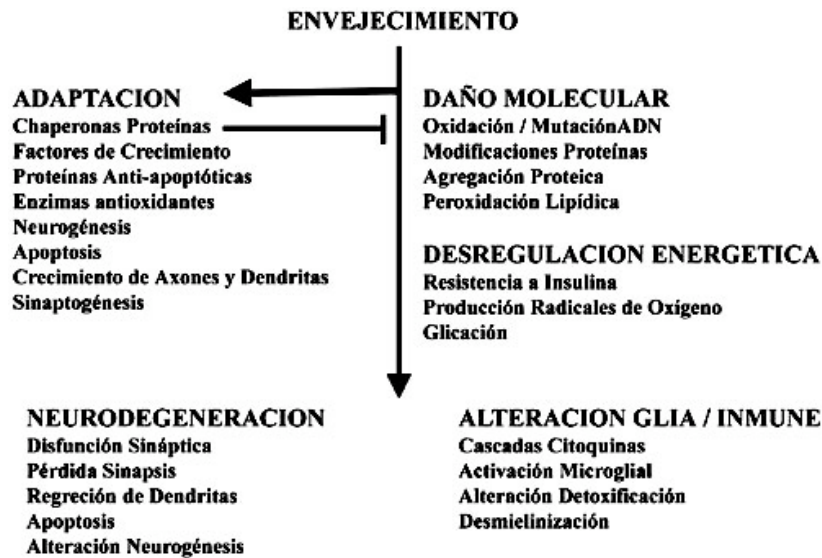 ENVEJECIMIENTO
ADAPTACION
Chaperonas Proteínas
Factores de Crecimiento
Proteínas Anti-apoptóticas
Enzimas antioxidantes
Neurogénesis
Apoptosis
Crecimiento de Axones y Dendritas
Sinaptogénesis
DAÑO MOLECULAR
Oxidación / MutaciónADN
Modificaciones Proteínas
Agregación Proteica
Peroxidación Lipídica
DESREGULACION ENERGETICA
Resistencia a Insulina
Producción Radicales de Oxígeno
Glicación
NEURODEGENERACION
Disfunción Sináptica
Pérdida Sinapsis
Regreción de Dendritas
Apoptosis
Alteración Neurogénesis
ALTERACION GLIA / INMUNE
Cascadas Citoquinas
Activación Microglial
Alteración Detoxificación
Desmielinización